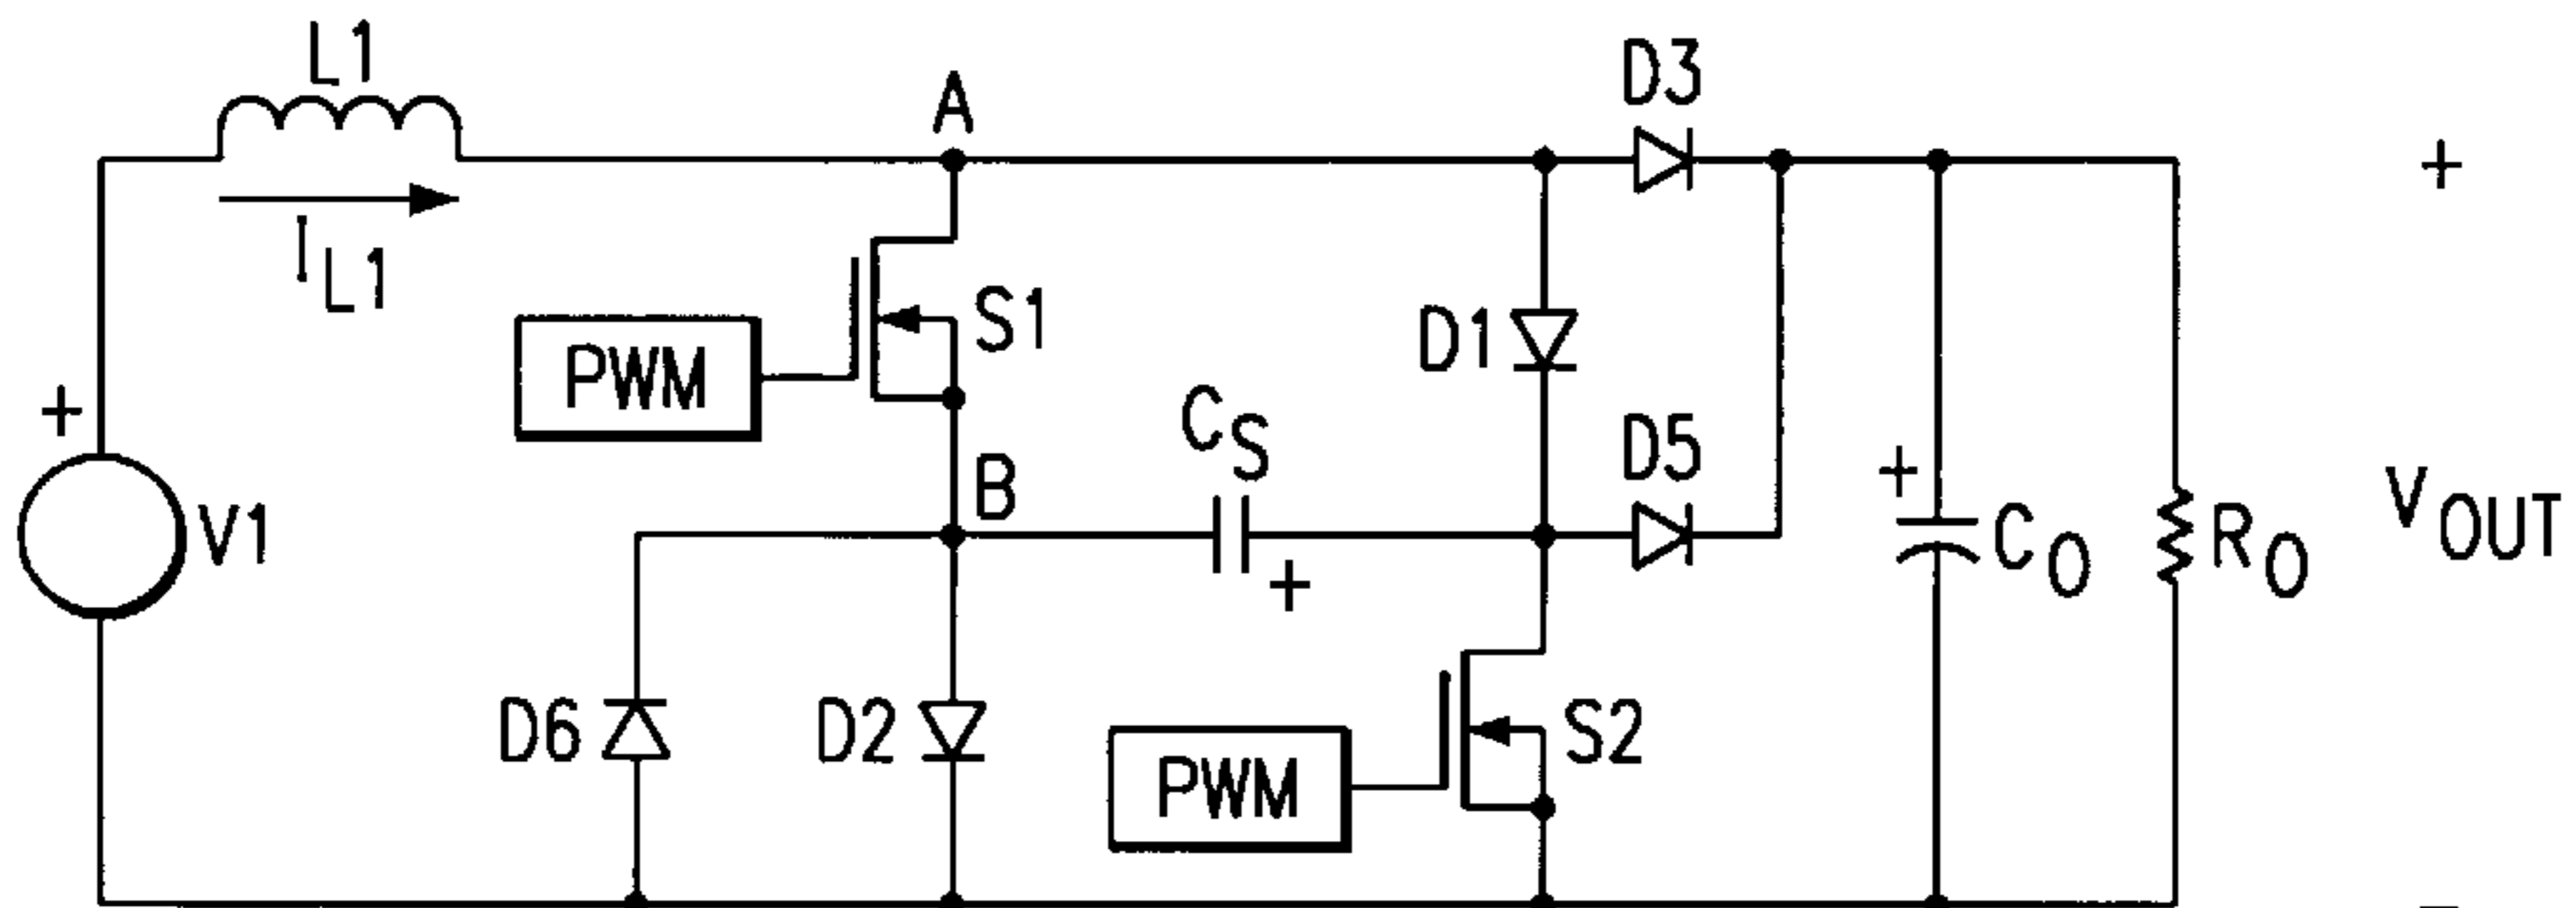 L1
A
D3
I L1
S1
PWM
D1
+
C S
D5
+
B
V1
+
C O
R O
V OUT
+
D6
D2
S2
PWM
+
-